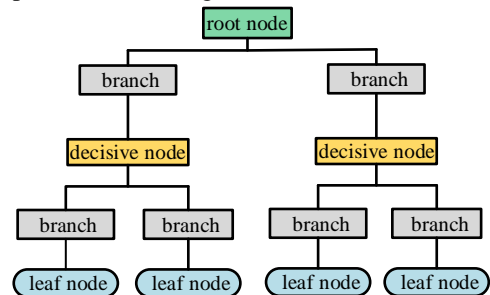 root node
branch branch
decisive node decisive node
branch branch branch branch
leaf node leaf node leaf node leaf node